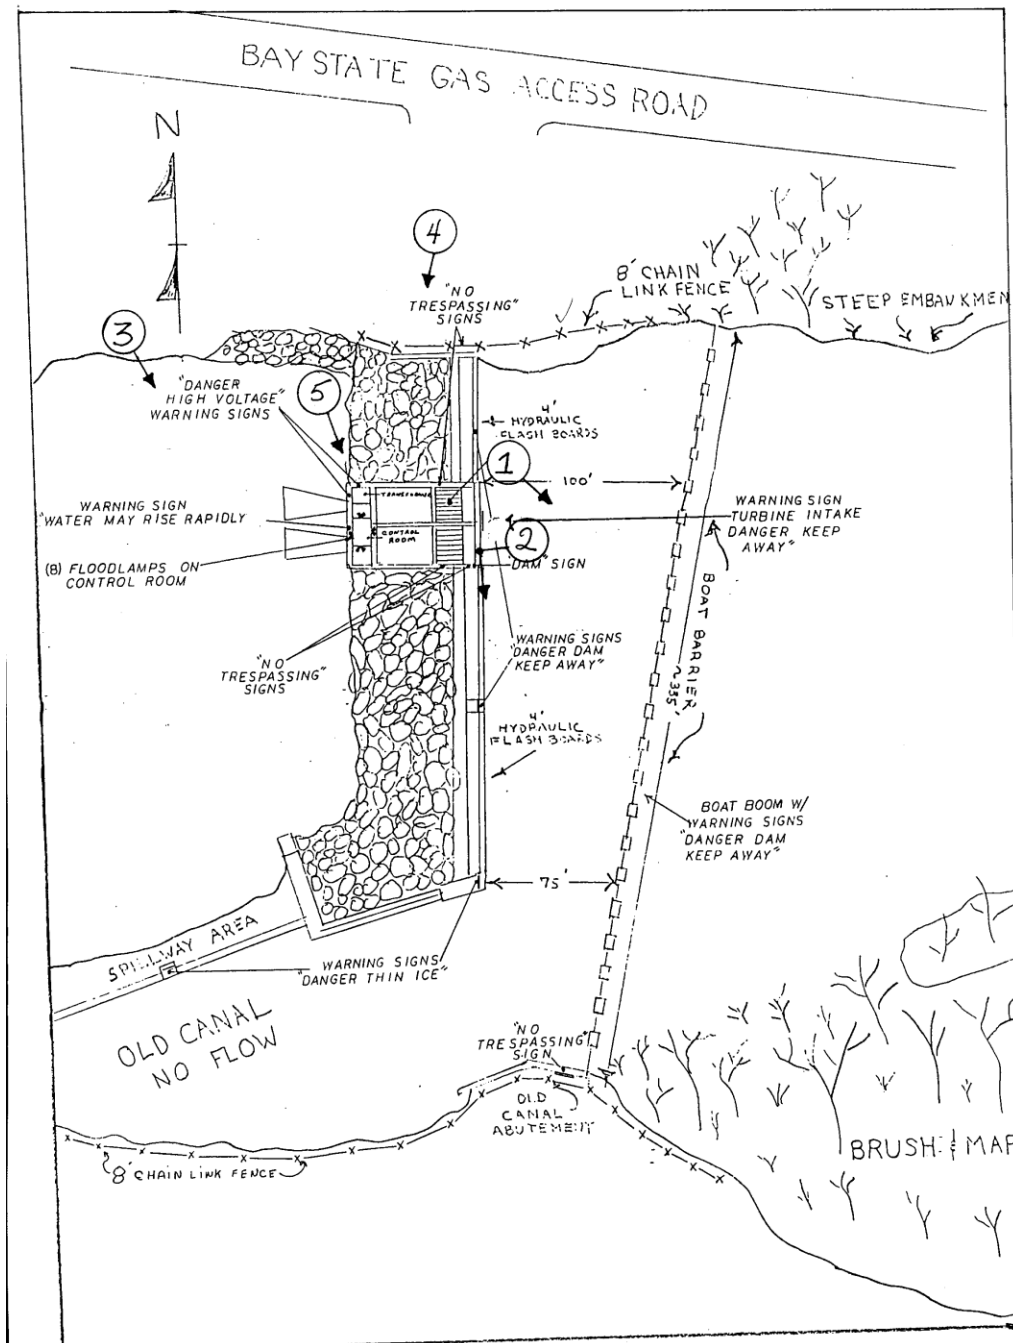 BAY STATE GAS ACCESS ROAD
N
4
8' CHAIN
LINK FENCE
STEEP EMBANKMEN
"NO
TRESPASSING"
SIGNS
3
"DANGER
HIGH VOLTAGE"
WARNING SIGNS
5
4'
HYDRAULIC
FLASH BOARDS
1
100'
WARNING SIGN
"WATER MAY RISE RAPIDLY
CONTROL
ROOM
WARNING SIGN
TURBINE INTAKE
DANGER KEEP
AWAY"
2
DAM" SIGN
(8) FLOODLAMPS ON
CONTROL ROOM
BOAT BARRIER
~335'
"NO
TRESPASSING"
SIGNS
"WARNING SIGNS
DANGER DAM
KEEP AWAY"
4'
HYDRAULIC
FLASH BOARDS
BOAT BOOM W/
WARNING SIGNS
"DANGER DAM
KEEP AWAY"
75'
SPILLWAY AREA
WARNING SIGNS
"DANGER THIN ICE"
OLD CANAL
NO FLOW
"NO
TRESPASSING"
SIGN
OLD
CANAL
ABUTEMENT
8' CHAIN LINK FENCE
BRUSH &